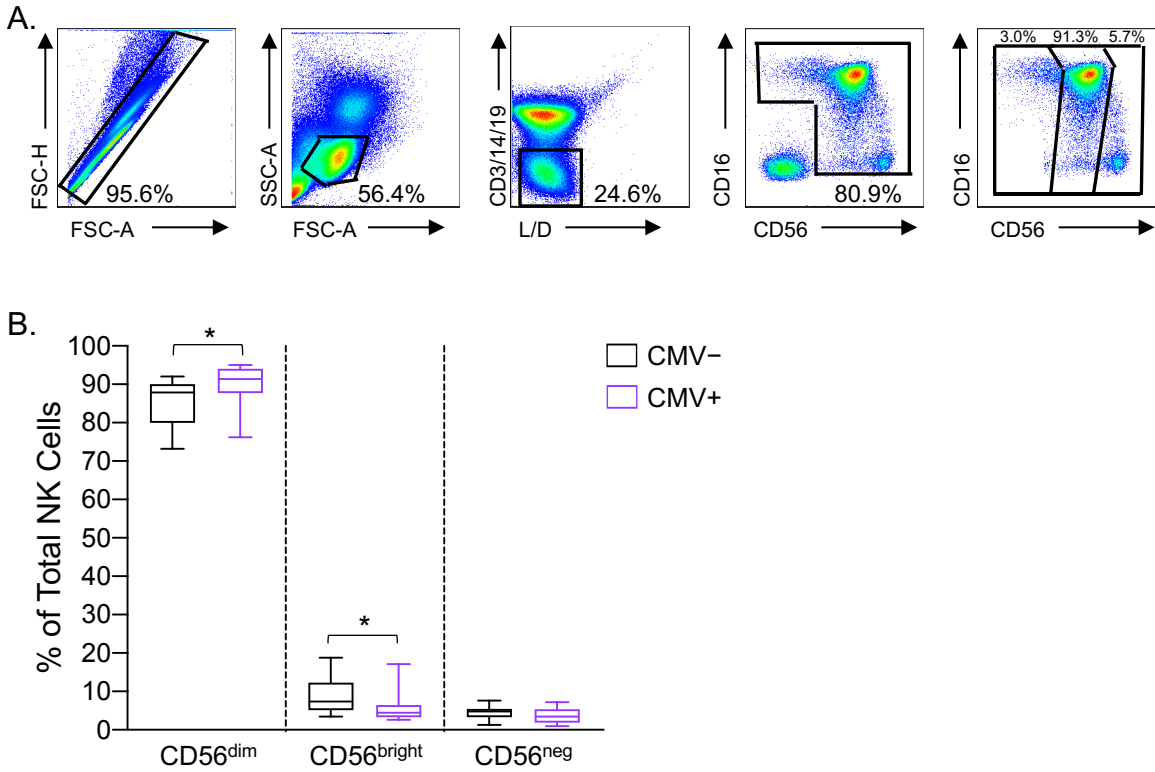 A.
FSC-H
95.6%
FSC-A
SSC-A
56.4%
FSC-A
CD3/14/19
24.6%
L/D
CD16
80.9%
CD56
3.0% 91.3% 5.7%
CD16
CD56
B.
% of Total NK Cells
100
90
80
70
60
50
40
30
20
10
0
*
*
CMV−
CMV+
CD56dim
CD56bright
CD56neg